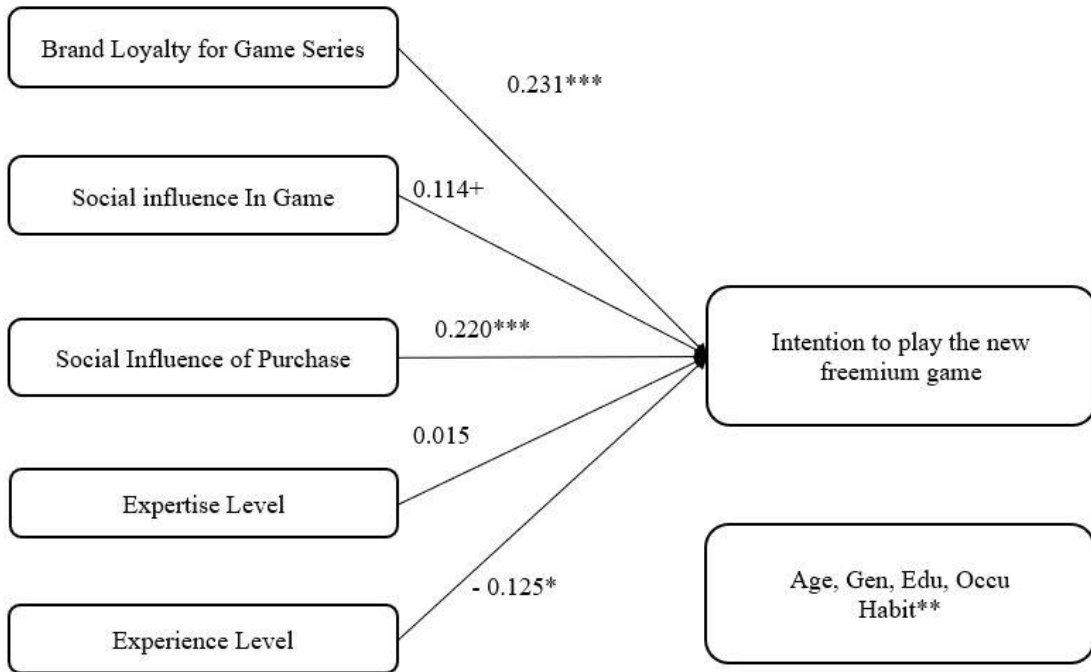 Brand Loyalty for Game Series
0.231***
Social influence In Game
0.114+
Social Influence of Purchase
0.220***
Intention to play the new
freemium game
0.015
Expertise Level
- 0.125*
Age, Gen, Edu, Occu
Habit**
Experience Level